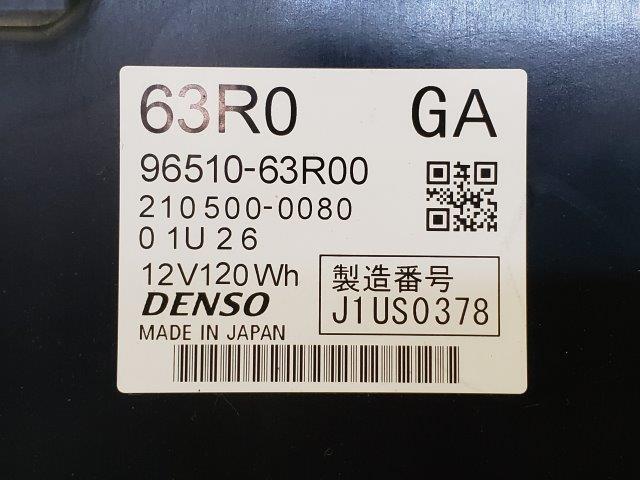 63R0 GA
96510-63R00
210500-0080
01U26
12V120Wh
DENSO
MADE IN JAPAN
製造番号
J1US0378